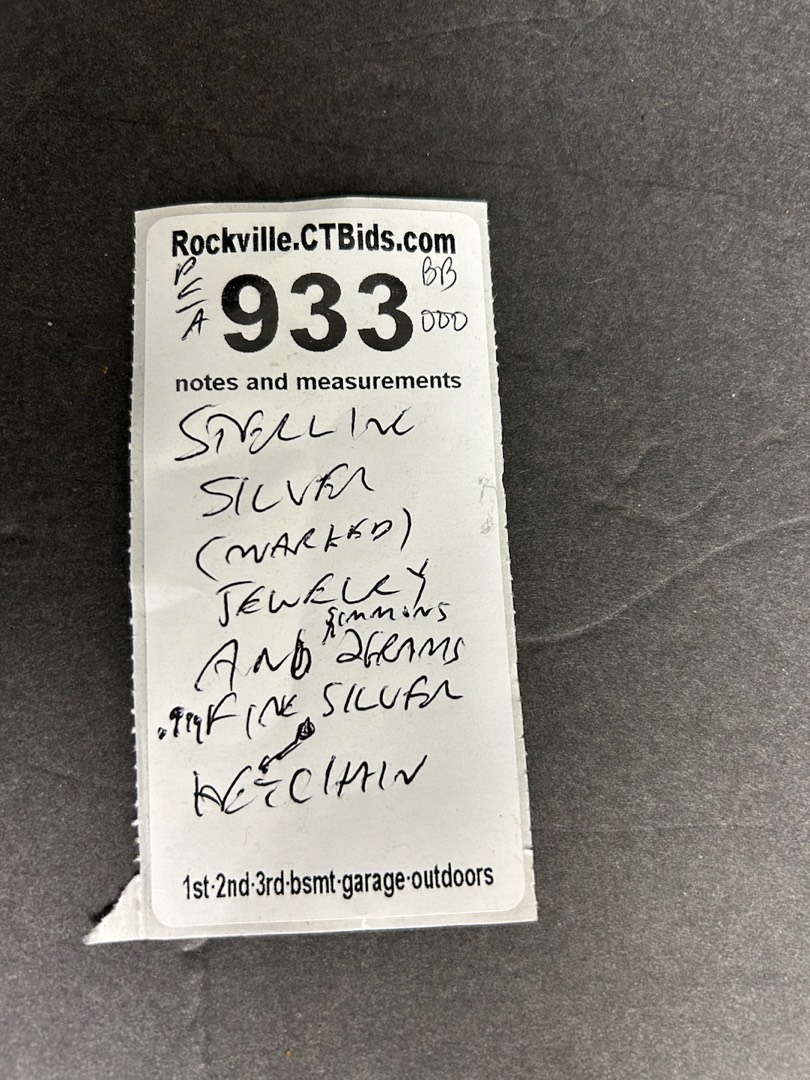 Rockville.CTBids.com
P
E
A
933
BB
000
notes and measurements
STERLING
SILVER
(MARKED)
JEWELRY
SIMMONS
AND 2GRAMS
.999 FINE SILVER
KEYCHAIN
1st·2nd·3rd·bsmt·garage·outdoors